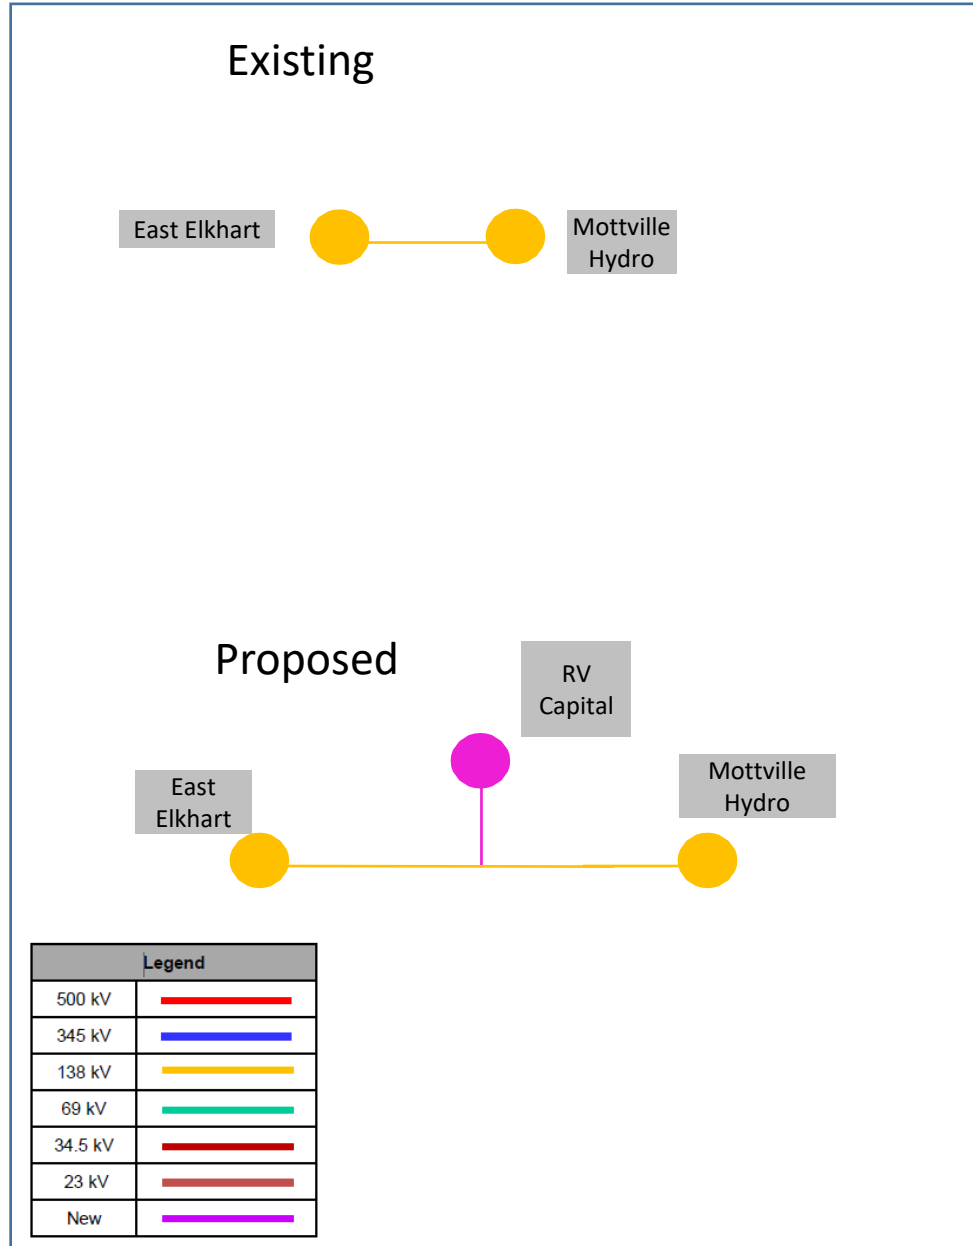 Existing
East Elkhart
Mottville
Hydro
Proposed
RV
Capital
East
Elkhart
Mottville
Hydro
Legend
500 kV
345 kV
138 kV
69 kV
34.5 kV
23 kV
New